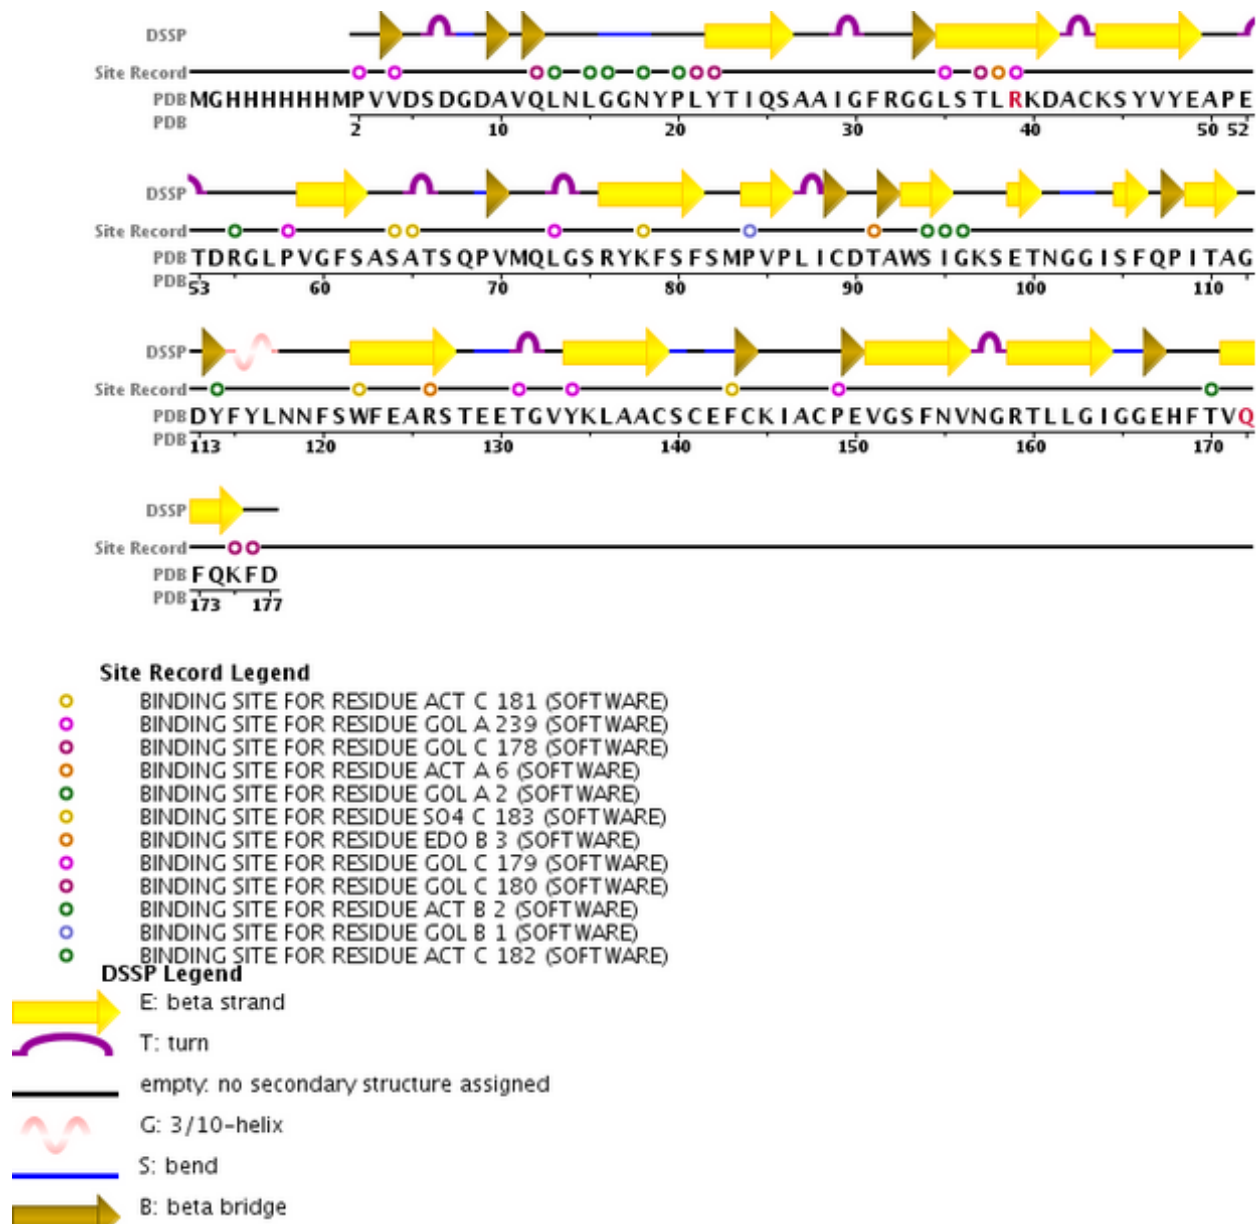 DSSP
Site Record
PDB MGHHHHHHMPVVDSDGDAVQLNLGGNYPLYTIQSAAIGFRGGLSTLRKDACKSYVYEAPE
PDB 2 10 20 30 40 50 52
DSSP
Site Record
PDB TDRGLPVGFSASATSQPVMQLGSRYKFSFSMPVPLICDTAWSIGKSETNGGISFQPITAG
PDB 53 60 70 80 90 100 110
DSSP
Site Record
PDB DYFYLNNFSWFEARSTEETGVYKLAACSCEFCKIACPEVGSFNVNGRTLLGIGGEHFTVQ
PDB 113 120 130 140 150 160 170
DSSP
Site Record
PDB FQKFD
PDB 173 177
Site Record Legend
BINDING SITE FOR RESIDUE ACT C 181 (SOFTWARE)
BINDING SITE FOR RESIDUE GOL A 239 (SOFTWARE)
BINDING SITE FOR RESIDUE GOL C 178 (SOFTWARE)
BINDING SITE FOR RESIDUE ACT A 6 (SOFTWARE)
BINDING SITE FOR RESIDUE GOL A 2 (SOFTWARE)
BINDING SITE FOR RESIDUE SO4 C 183 (SOFTWARE)
BINDING SITE FOR RESIDUE EDO B 3 (SOFTWARE)
BINDING SITE FOR RESIDUE GOL C 179 (SOFTWARE)
BINDING SITE FOR RESIDUE GOL C 180 (SOFTWARE)
BINDING SITE FOR RESIDUE ACT B 2 (SOFTWARE)
BINDING SITE FOR RESIDUE GOL B 1 (SOFTWARE)
BINDING SITE FOR RESIDUE ACT C 182 (SOFTWARE)
DSSP Legend
E: beta strand
T: turn
empty: no secondary structure assigned
G: 3/10-helix
S: bend
B: beta bridge